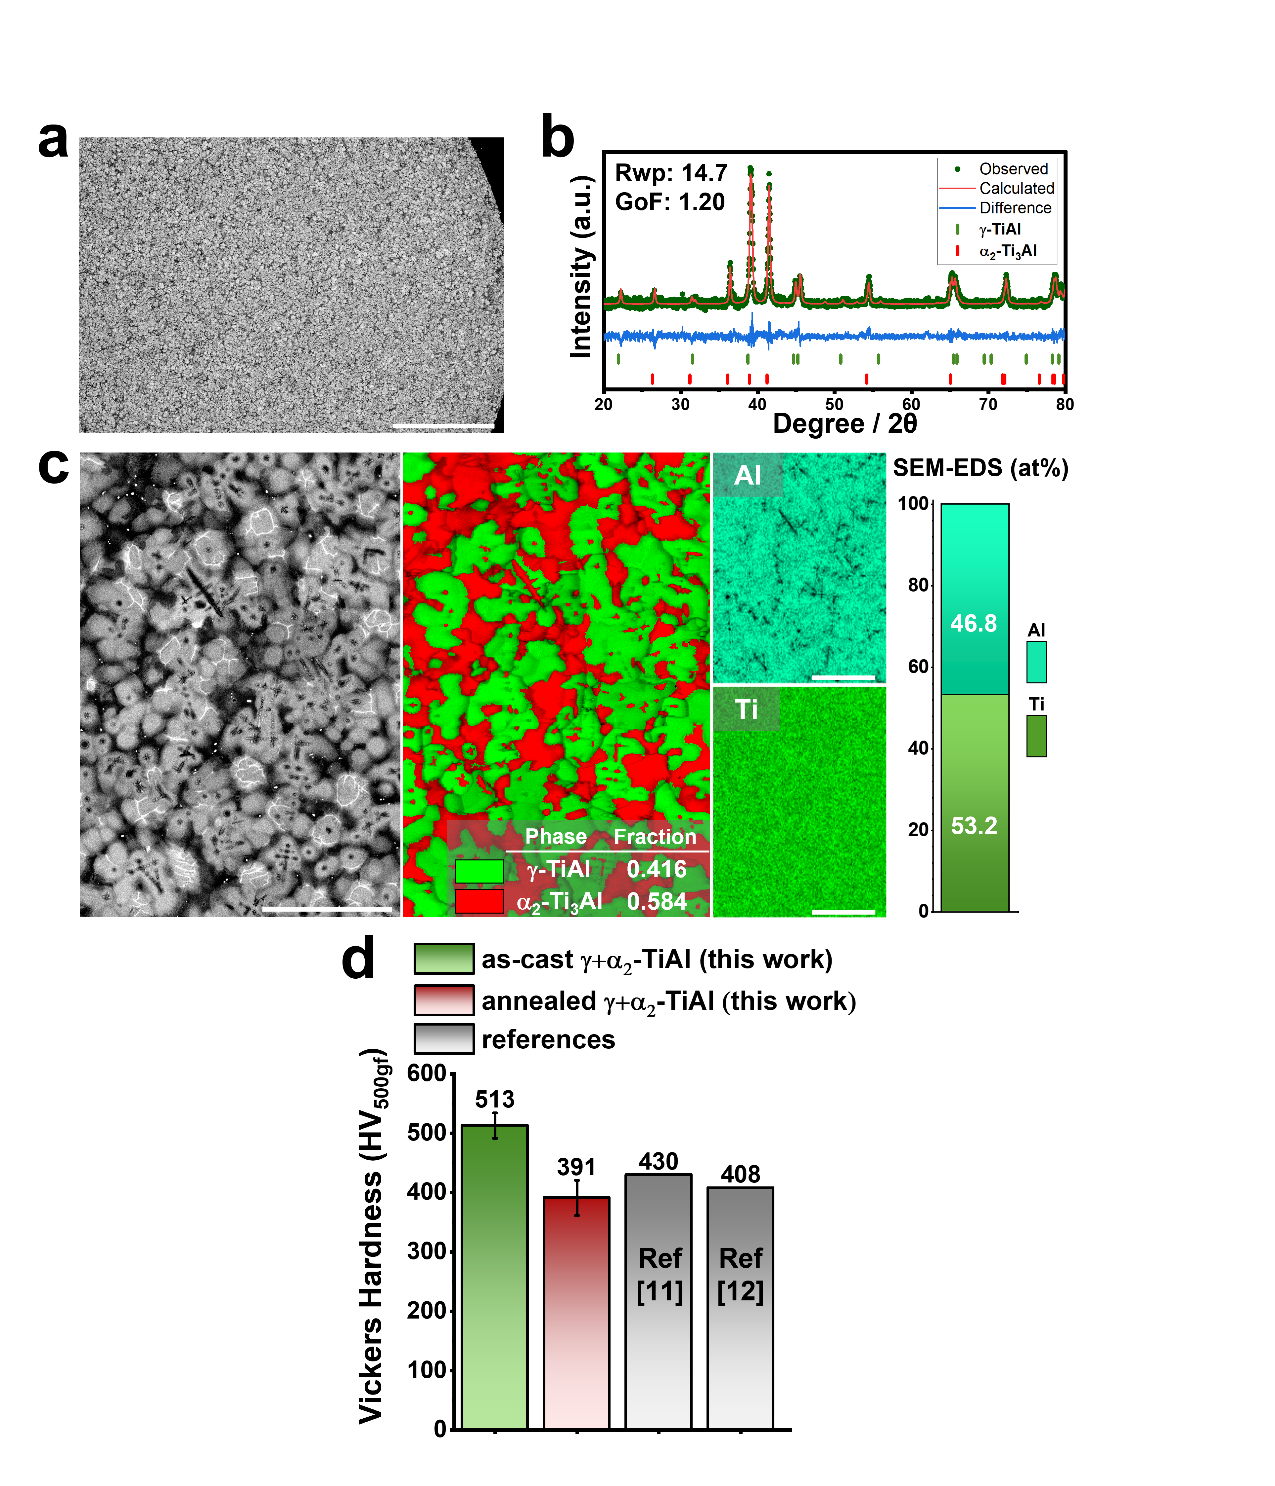 a
b
Rwp: 14.7
GoF: 1.20
Observed
Calculated
Difference
γ-TiAl
α2-Ti3Al
Intensity (a.u.)
20 30 40 50 60 70 80
Degree / 2θ
c
Phase Fraction
γ-TiAl 0.416
α2-Ti3Al 0.584
Al
Ti
SEM-EDS (at%)
100
80
60
40
20
0
46.8
53.2
Al
Ti
d
as-cast γ+α2-TiAl (this work)
annealed γ+α2-TiAl (this work)
references
Vickers Hardness (HV500gf)
600
500
400
300
200
100
0
513
391
430
408
Ref
[11]
Ref
[12]